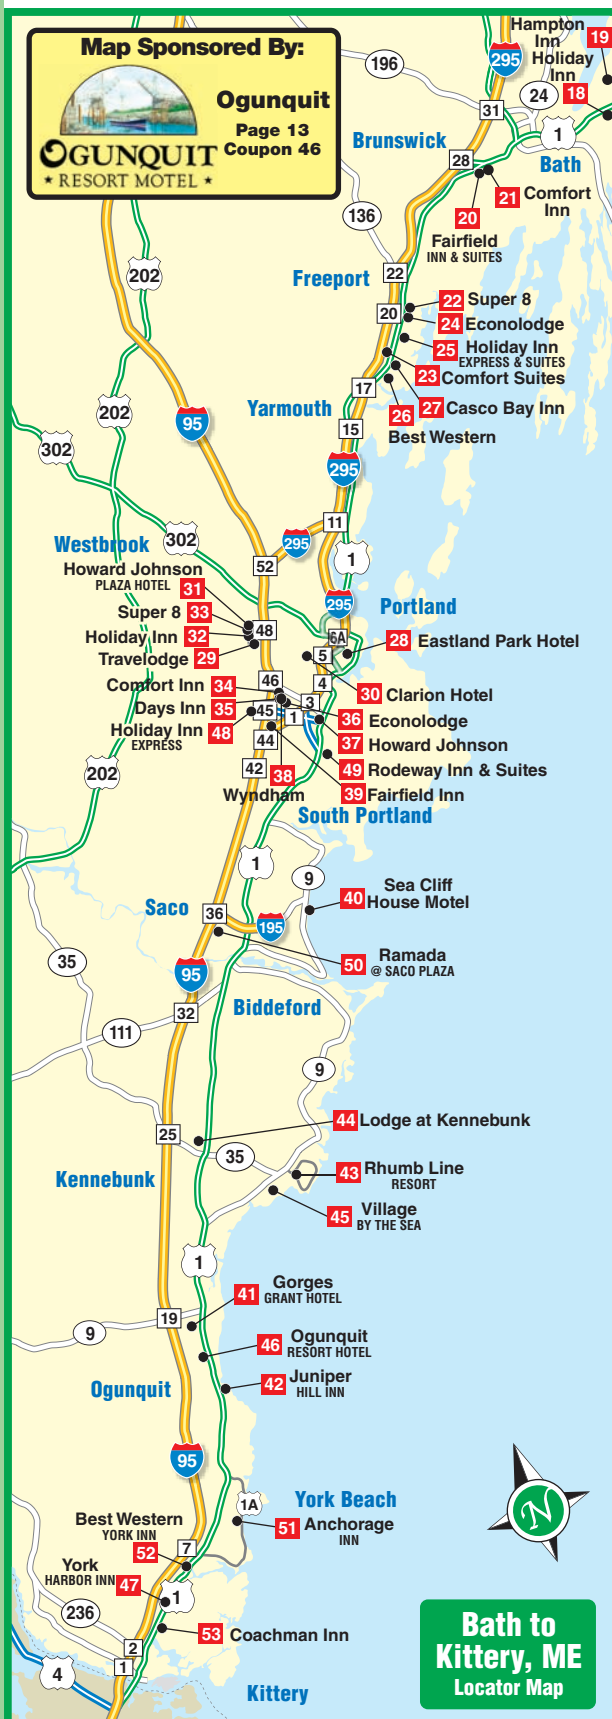 Map Sponsored By:
OGUNQUIT
★ RESORT MOTEL ★
Ogunquit
Page 13
Coupon 46
Hampton
Inn
19
Holiday
Inn
18
295
196
24
31
1
Brunswick
28
Bath
21
Comfort
Inn
20
Fairfield
INN & SUITES
136
202
Freeport
22
22 Super 8
20
24 Econolodge
25 Holiday Inn
EXPRESS & SUITES
23 Comfort Suites
17
27 Casco Bay Inn
26
Best Western
Yarmouth
15
202
95
302
295
11
302
295
1
Westbrook
52
Howard Johnson
PLAZA HOTEL 31
295
Portland
Super 8 33
48
6A
Holiday Inn 32
28 Eastland Park Hotel
Travelodge 29
5
46
4
Comfort Inn 34
30 Clarion Hotel
Days Inn 35
45
3
1
36 Econolodge
Holiday Inn 48
EXPRESS
44
37 Howard Johnson
42
38
Wyndham
49 Rodeway Inn & Suites
39 Fairfield Inn
202
South Portland
1
9
Sea Cliff
40 House Motel
Saco
36
195
50 Ramada
@ SACO PLAZA
35
95
32
Biddeford
111
9
44 Lodge at Kennebunk
25
35
43 Rhumb Line
RESORT
Kennebunk
45 Village
BY THE SEA
1
41 Gorges
GRANT HOTEL
19
9
46 Ogunquit
RESORT HOTEL
42 Juniper
HILL INN
Ogunquit
95
1A
York Beach
51 Anchorage
INN
Best Western
YORK INN
52
7
York
HARBOR INN 47
1
236
53 Coachman Inn
2
1
4
Kittery
N
Bath to
Kittery, ME
Locator Map